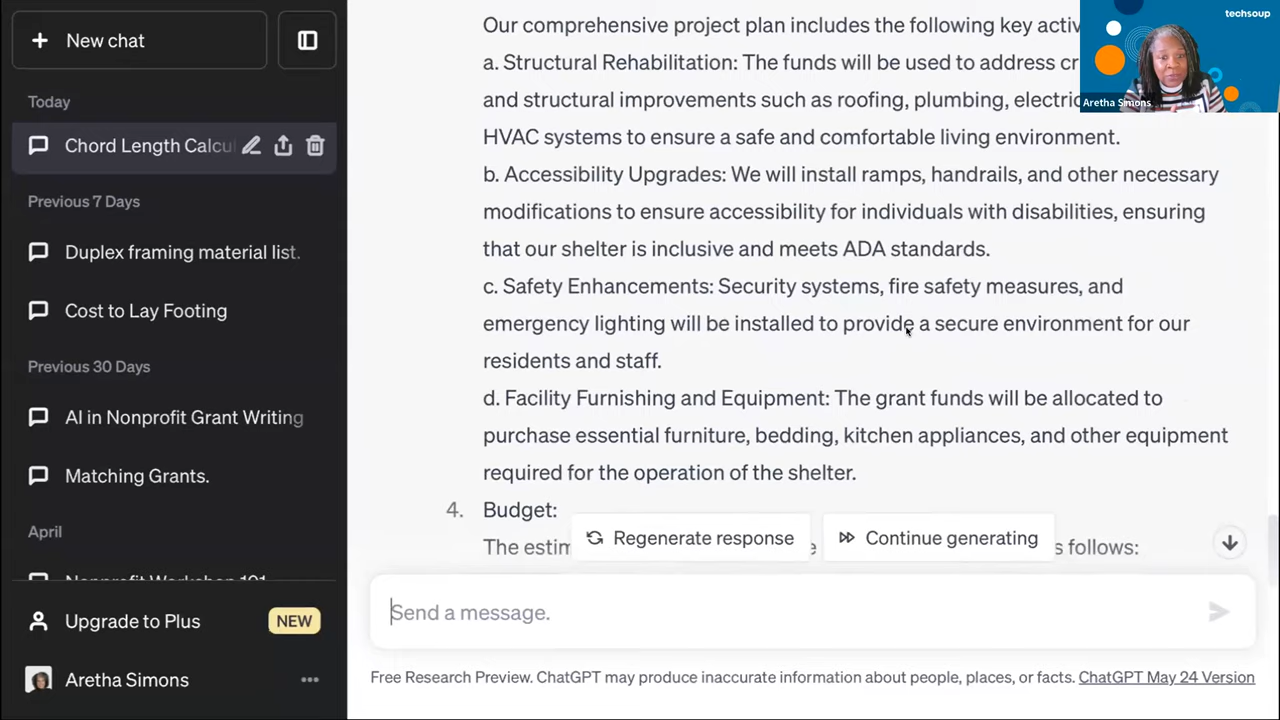 New chat
Today
Chord Length Calcu
Previous 7 Days
Duplex framing material list.
Cost to Lay Footing
Previous 30 Days
AI in Nonprofit Grant Writing
Matching Grants.
April
Nonprofit Workshop 101
Upgrade to Plus NEW
Aretha Simons
Our comprehensive project plan includes the following key
a. Structural Rehabilitation: The funds will be used to address
and structural improvements such as roofing, plumbing,
HVAC systems to ensure a safe and comfortable living environment.
b. Accessibility Upgrades: We will install ramps, handrails, and other necessary
modifications to ensure accessibility for individuals with disabilities, ensuring
that our shelter is inclusive and meets ADA standards.
c. Safety Enhancements: Security systems, fire safety measures, and
emergency lighting will be installed to provide a secure environment for our
residents and staff.
d. Facility Furnishing and Equipment: The grant funds will be allocated to
purchase essential furniture, bedding, kitchen appliances, and other equipment
required for the operation of the shelter.
4. Budget:
The s follows:
Regenerate response
Continue generating
Send a message.
Free Research Preview. ChatGPT may produce inaccurate information about people, places, or facts. ChatGPT May 24 Version
techsoup
Aretha Simons